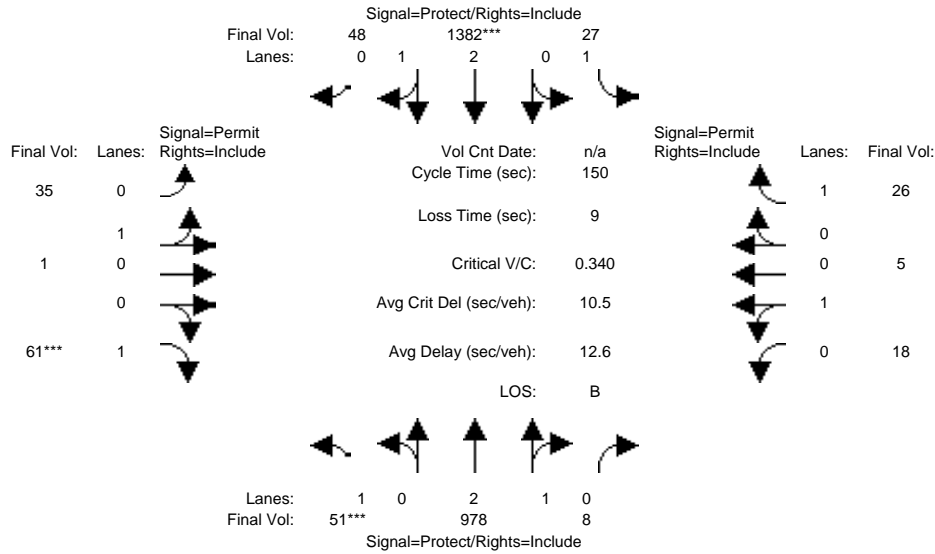 Signal=Protect/Rights=Include
Final Vol: 48 1382*** 27
Lanes: 0 1 2 0 1
Signal=Permit Signal=Permit
Final Vol: Lanes: Rights=Include Vol Cnt Date: n/a Rights=Include Lanes: Final Vol:
Cycle Time (sec): 150
35 0 1 26
Loss Time (sec): 9
1 0
1 0 Critical V/C: 0.340 0 5
0 Avg Crit Del (sec/veh): 10.5 1
61*** 1 Avg Delay (sec/veh): 12.6 0 18
LOS: B
Lanes: 1 0 2 1 0
Final Vol: 51*** 978 8
Signal=Protect/Rights=Include